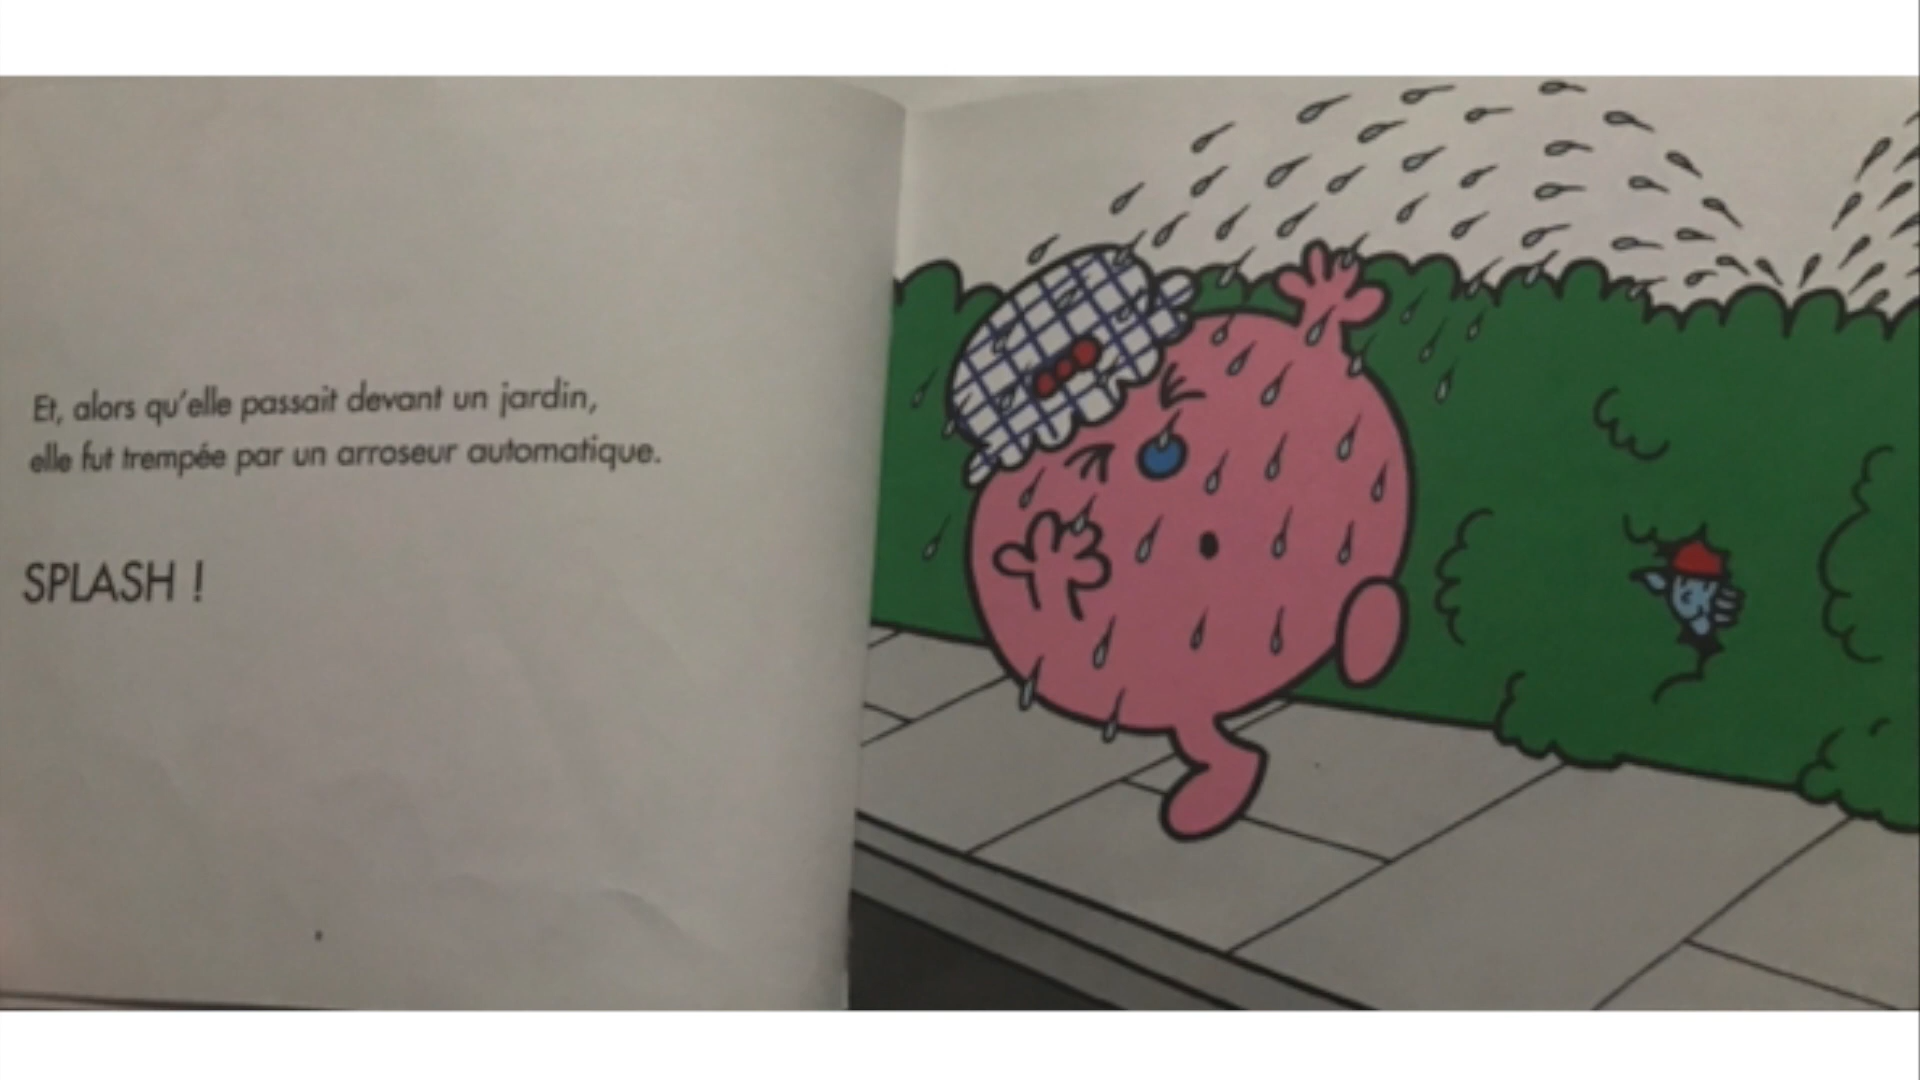 Et, alors qu'elle passait devant un jardin,
elle fut trempée par un arroseur automatique.
SPLASH !